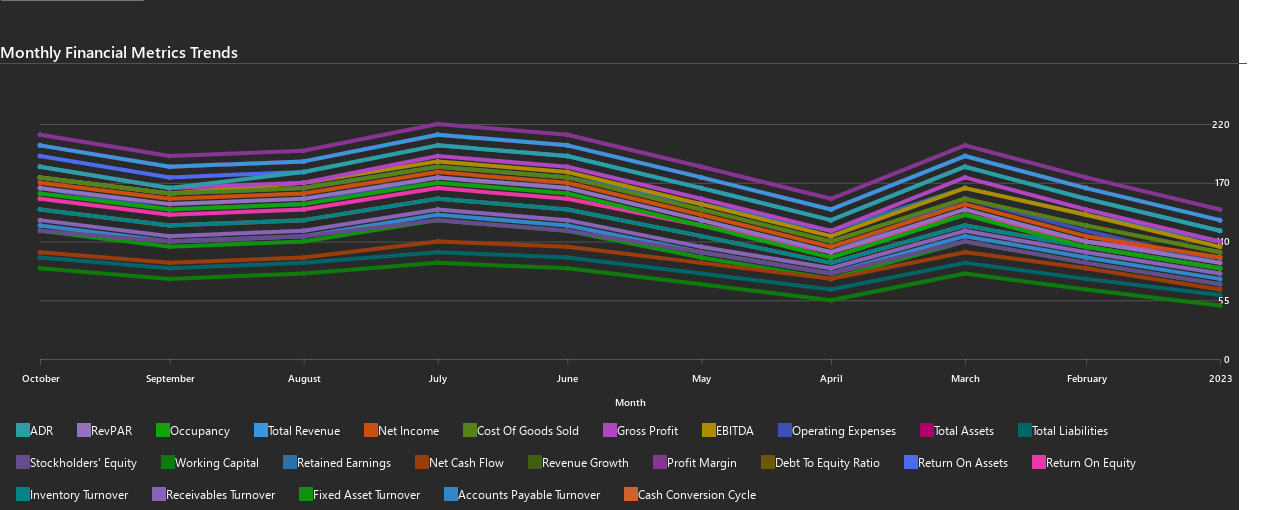 Monthly Financial Metrics Trends
220
170
40
55
0
October September August July June May April March February 2023
Month
ADR RevPAR Occupancy Total Revenue Net Income Cost Of Goods Sold Gross Profit EBITDA Operating Expenses Total Assets Total Liabilities
Stockholders' Equity Working Capital Retained Earnings Net Cash Flow Revenue Growth Profit Margin Debt To Equity Ratio Return On Assets Return On Equity
Inventory Turnover Receivables Turnover Fixed Asset Turnover Accounts Payable Turnover Cash Conversion Cycle